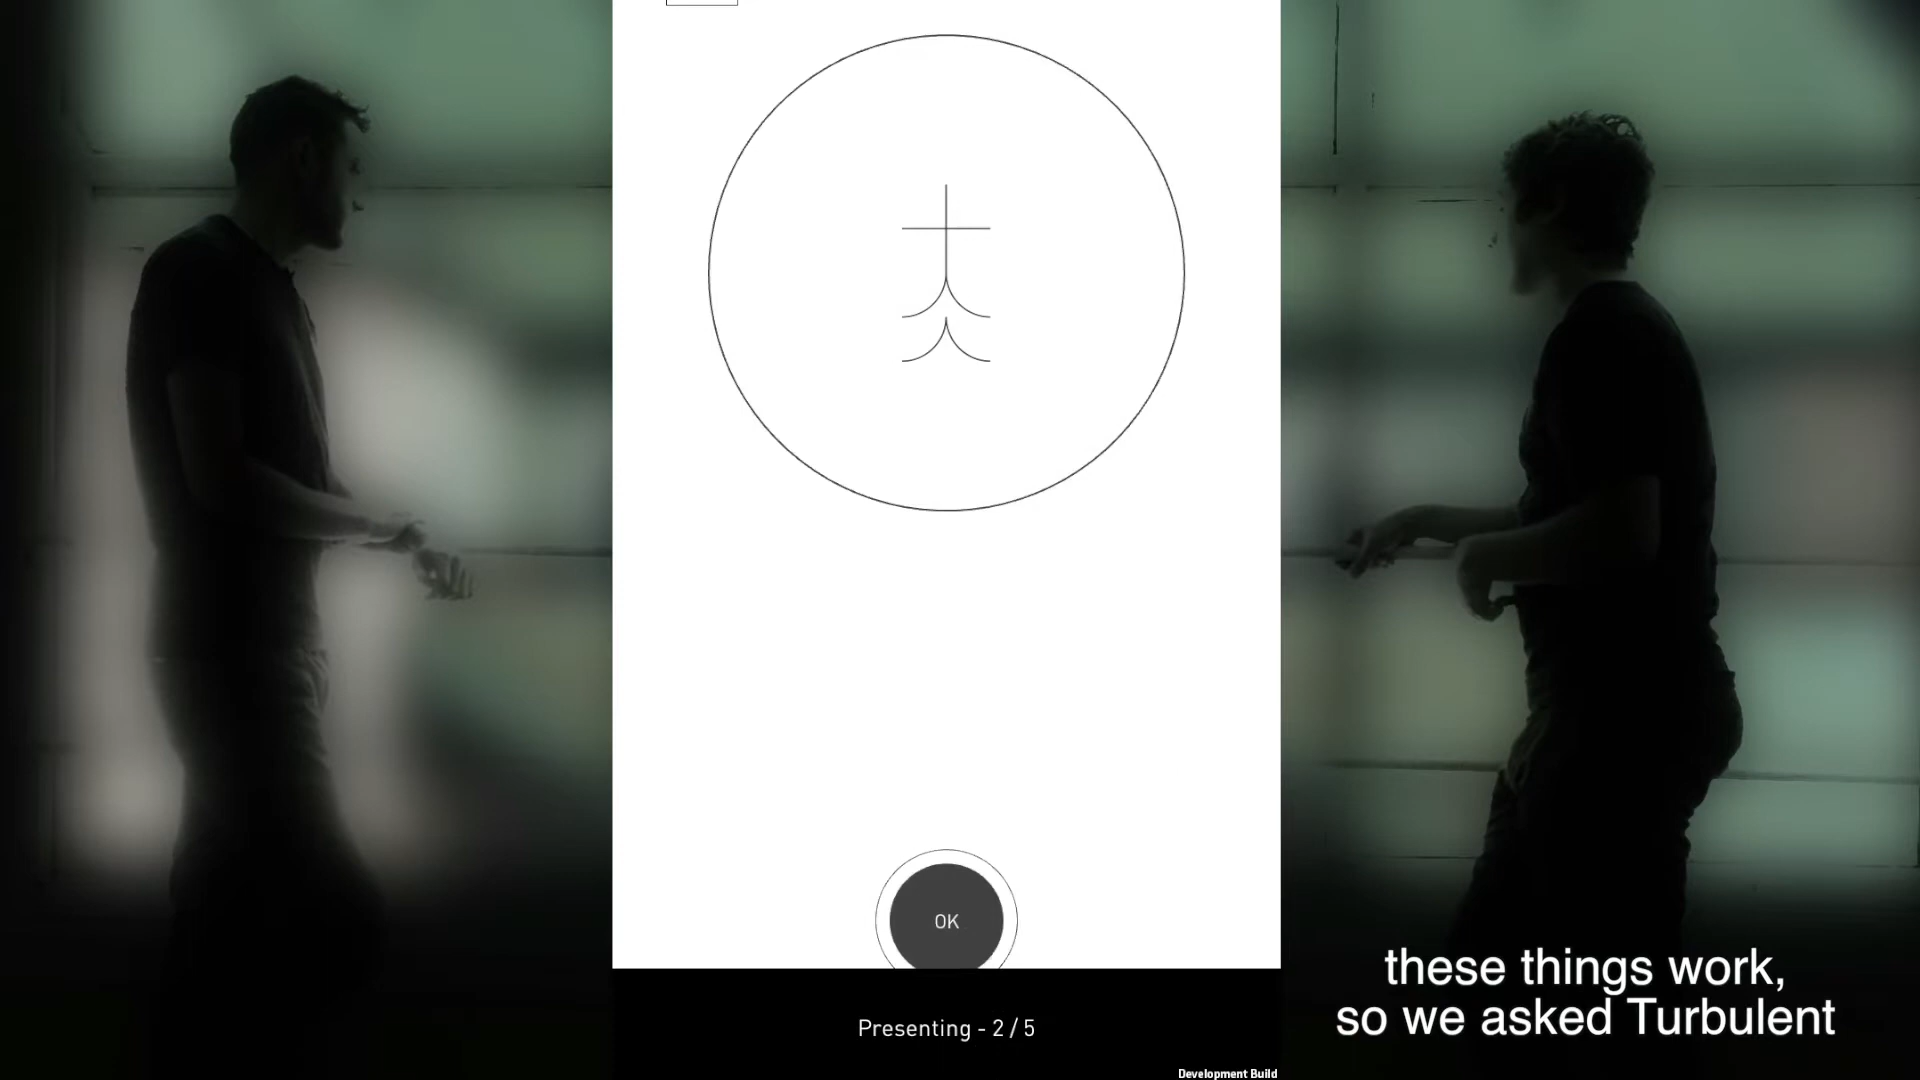 OK
Presenting - 2 / 5
Development Build
these things work,
so we asked Turbulent